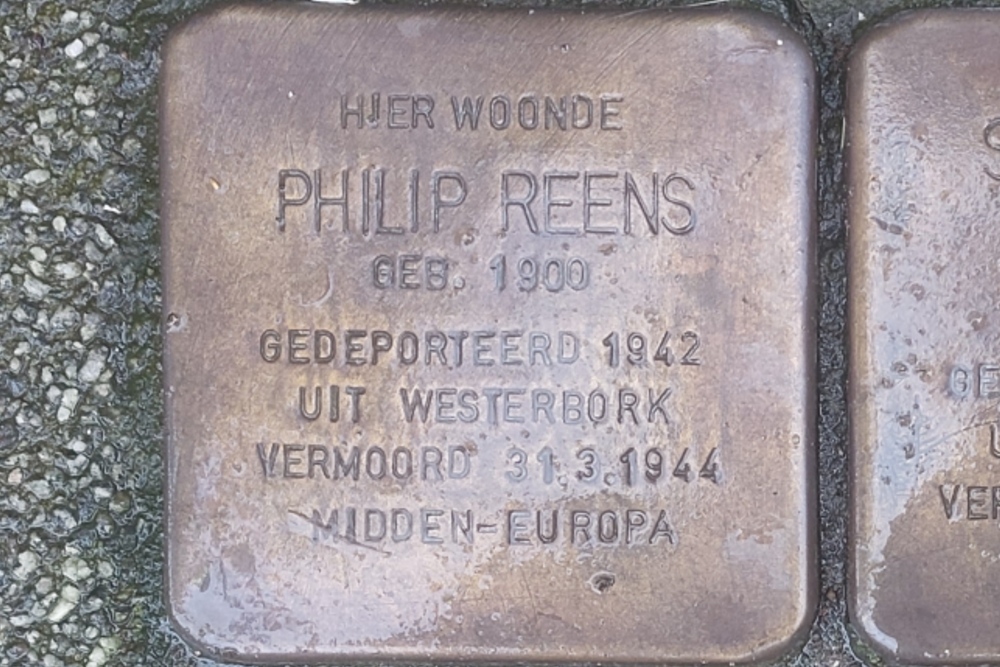 HIER WOONDE
PHILIP REENS
GEB. 1900
GEDEPORTEERD 1942
UIT WESTERBORK
VERMOORD 31.3.1944
MIDDEN-EUROPA